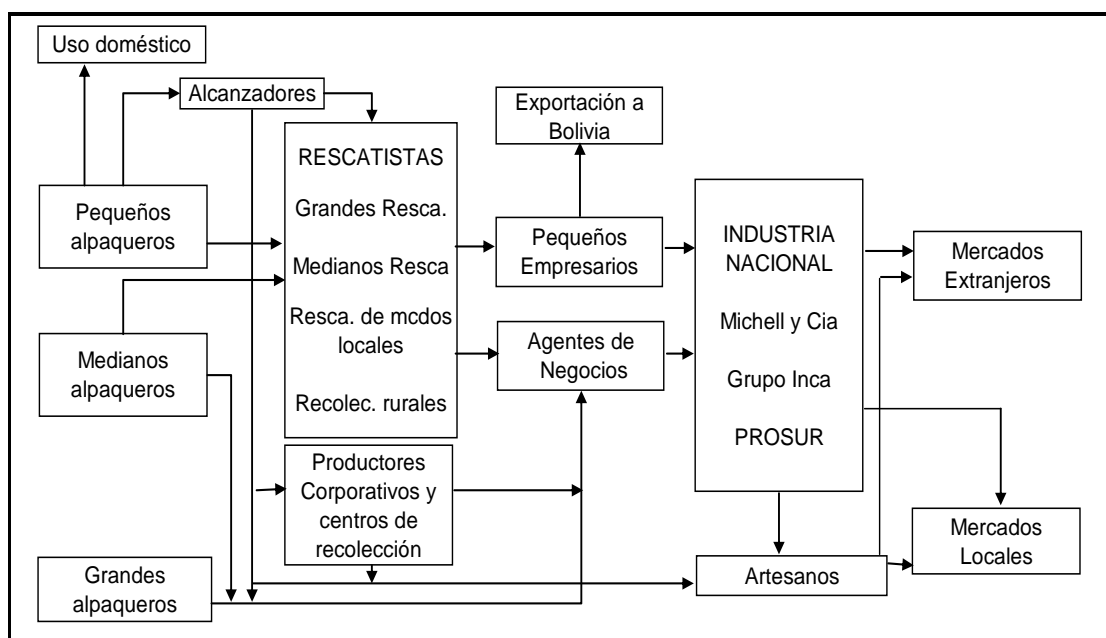 Uso doméstico
Alcanzadores
Exportación a
Bolivia
RESCATISTAS
Grandes Resca.
Medianos Resca
Resca. de mcdos
locales
Recolec. rurales
Pequeños
alpaqueros
Pequeños
Empresarios
INDUSTRIA
NACIONAL
Michell y Cia
Grupo Inca
PROSUR
Mercados
Extranjeros
Medianos
alpaqueros
Agentes de
Negocios
Productores
Corporativos y
centros de
recolección
Mercados
Locales
Grandes
alpaqueros
Artesanos